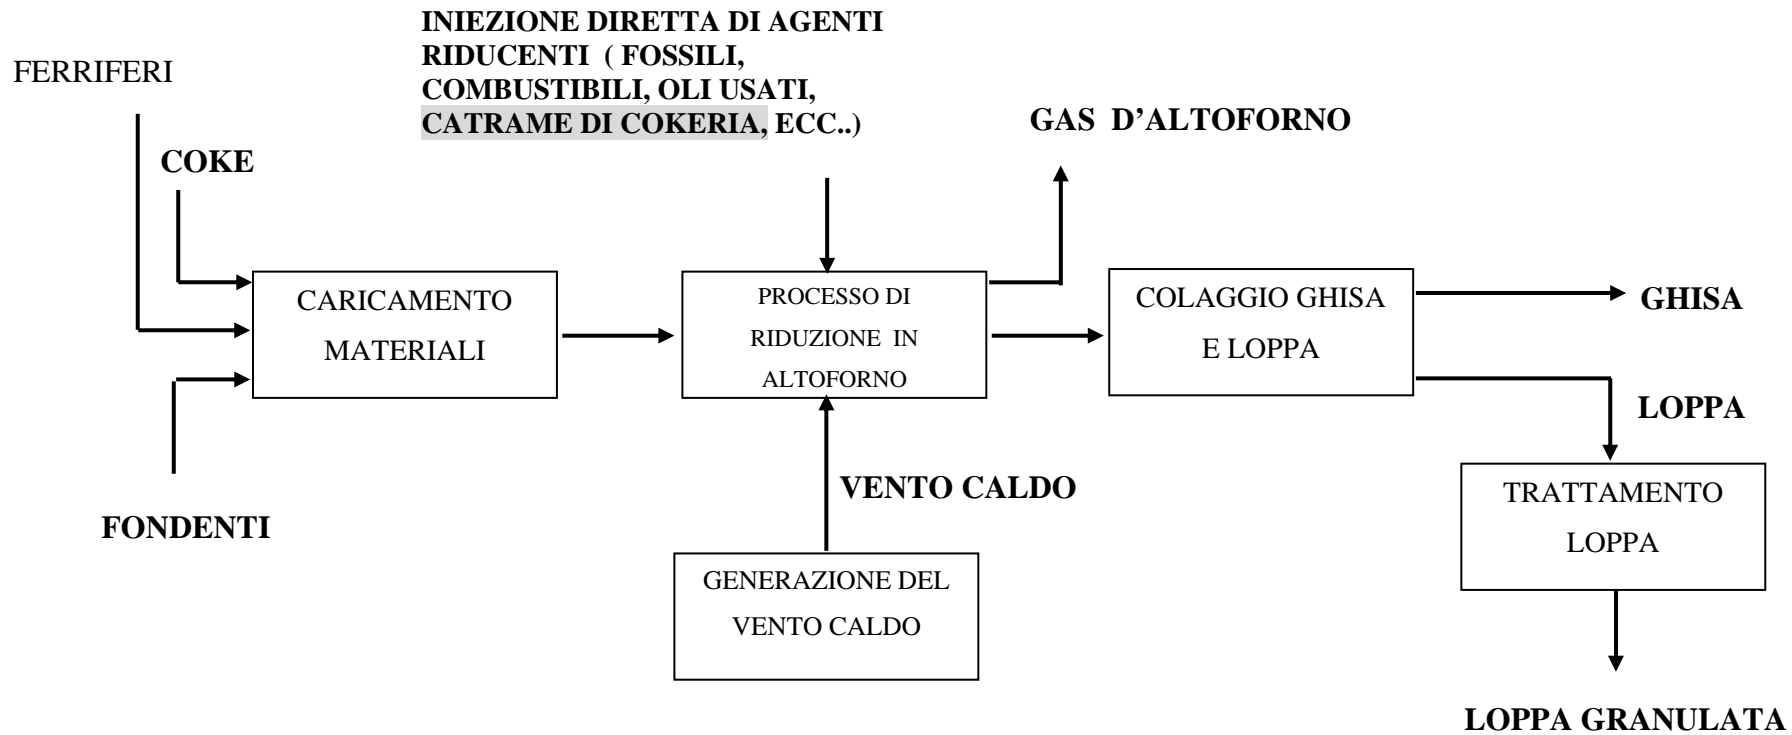 INIEZIONE DIRETTA DI AGENTI
RIDUCENTI ( FOSSILI,
COMBUSTIBILI, OLI USATI,
CATRAME DI COKERIA, ECC..)
FERRIFERI
GAS D’ALTOFORNO
COKE
CARICAMENTO
MATERIALI
PROCESSO DI
RIDUZIONE IN
ALTOFORNO
COLAGGIO GHISA
E LOPPA
GHISA
LOPPA
FONDENTI
VENTO CALDO
GENERAZIONE DEL
VENTO CALDO
TRATTAMENTO
LOPPA
LOPPA GRANULATA